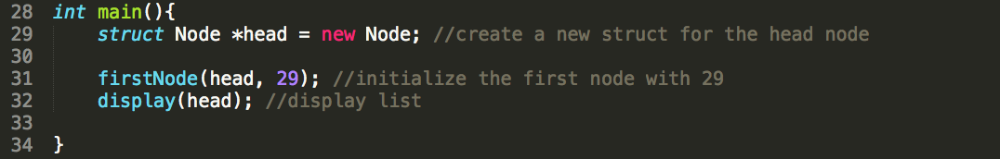 28 int main(){
29     struct Node *head = new Node; //create a new struct for the head node
30
31     firstNode(head, 29); //initialize the first node with 29
32     display(head); //display list
33
34 }